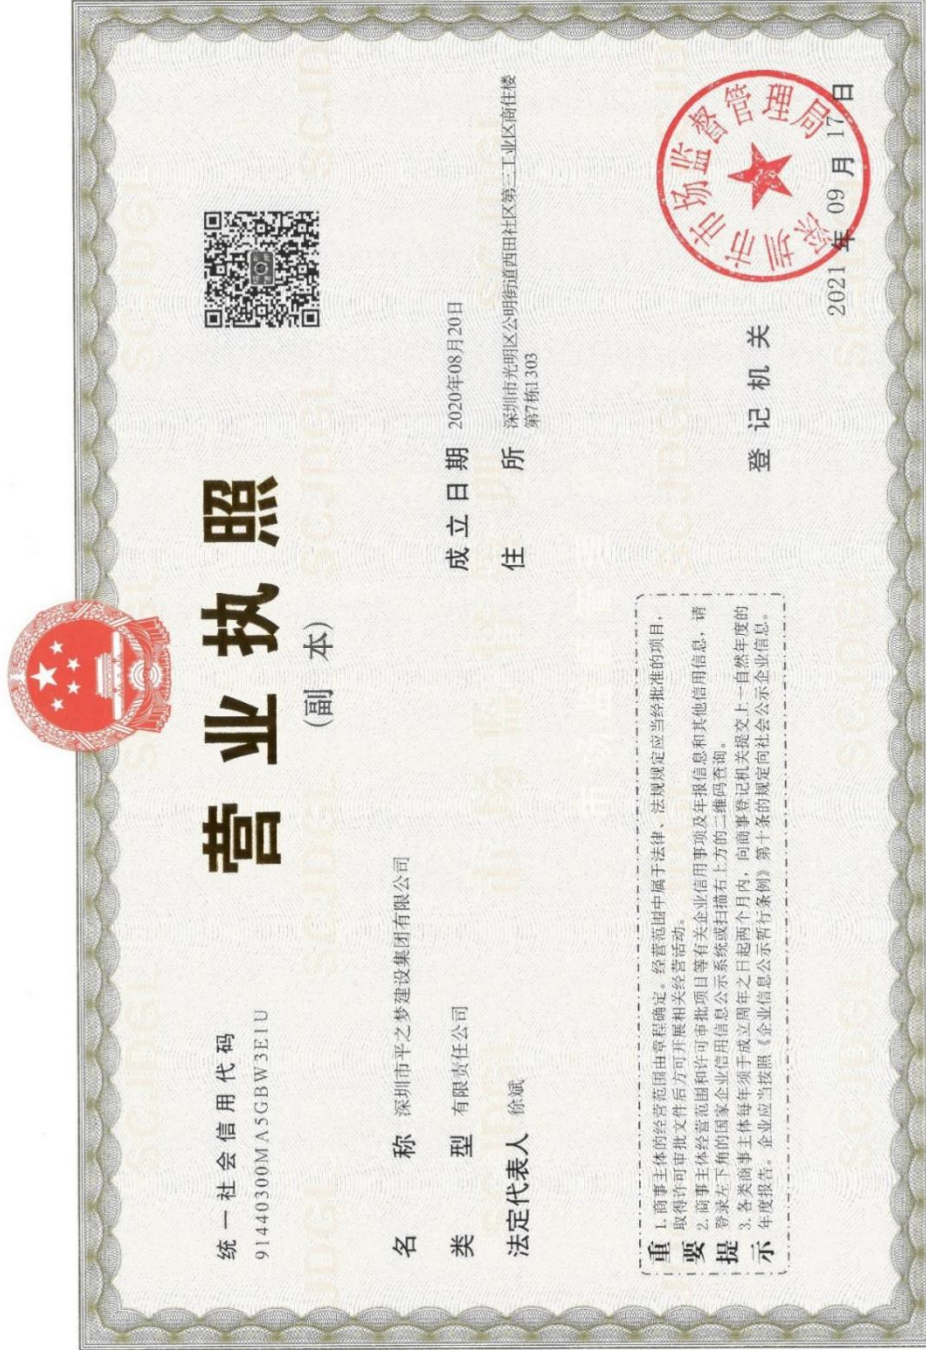 营业执照
(副 本)
统一社会信用代码
91440300MA5GBW3E1U
名 称 深圳市平之梦建设集团有限公司
类 型 有限责任公司
法定代表人 徐斌
成立日期 2020年08月20日
住 所 深圳市光明区公明街道西田社区第三工业区商住楼
第7栋1303
重要提示
1. 商事主体的经营范围由章程确定。经营范围中属于法律、法规规定应当经批准的项目，
取得许可审批文件后方可开展相关经营活动。
2. 商事主体经营范围和许可审批项目等有关企业信用事项及年报信息和其他信用信息，请
登录左下角的国家企业信用信息公示系统或扫描右上方的二维码查询。
3. 各类商事主体每年须于成立周年之日起两个月内，向商事登记机关提交上一自然年度的
年度报告。企业应当按照《企业信息公示暂行条例》第十条的规定向社会公示企业信息。
登记机关
深圳市市场监督管理局
2021 年 09 月 17 日